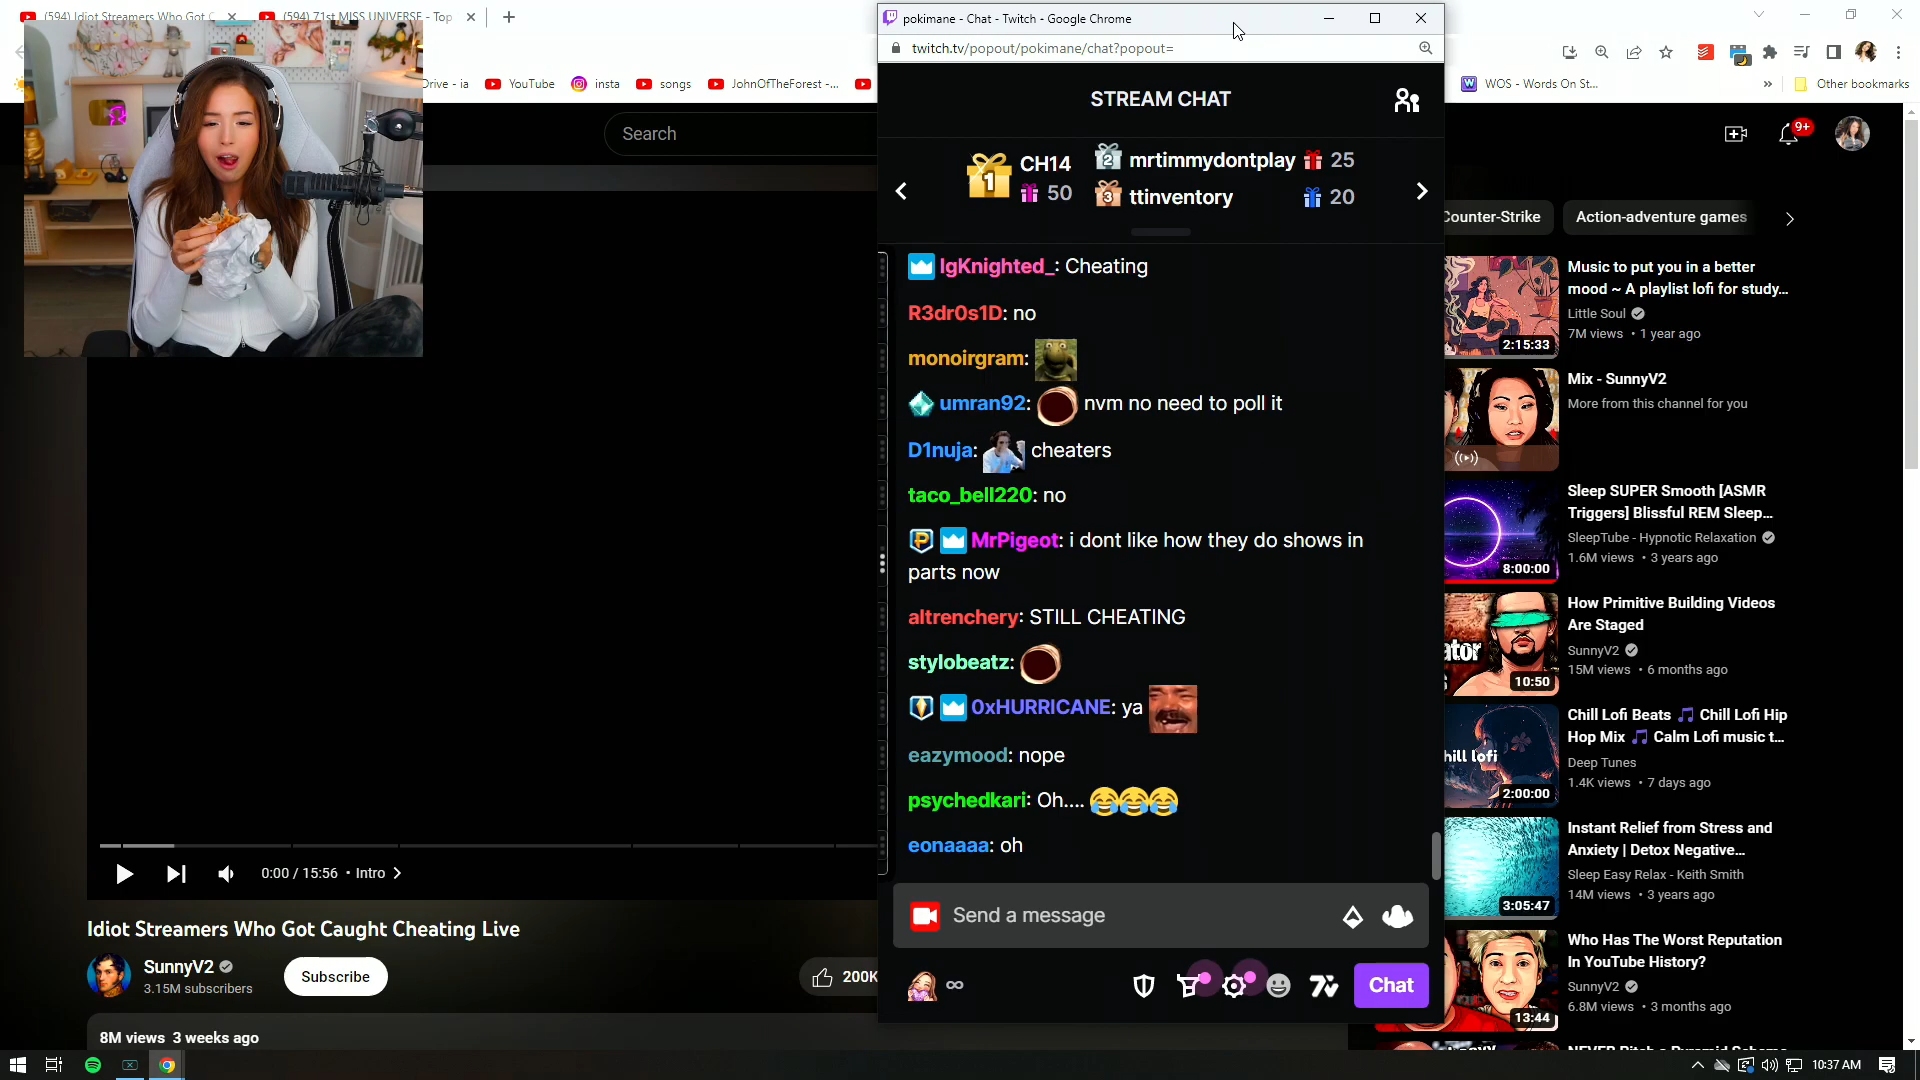 (594) Idiot Streamers Who Got C
(594) 71st MISS UNIVERSE - Top
pokimane - Chat - Twitch - Google Chrome
twitch.tv/popout/pokimane/chat?popout=
Drive - ia
YouTube
insta
songs
JohnOfTheForest -...
WOS - Words On St...
Other bookmarks
Search
9+
STREAM CHAT
1
CH14
50
2
mrtimmydontplay
25
3
ttinventory
20
Counter-Strike
Action-adventure games
IgKnighted_: Cheating
R3dr0s1D: no
monoirgram:
umran92: nvm no need to poll it
D1nuja: cheaters
taco_bell220: no
MrPigeot: i dont like how they do shows in
parts now
altrenchery: STILL CHEATING
stylobeatz:
0xHURRICANE: ya
eazymood: nope
psychedkari: Oh....
eonaaaa: oh
Send a message
∞
Chat
Music to put you in a better
mood ~ A playlist lofi for study...
Little Soul
7M views • 1 year ago
2:15:33
Mix - SunnyV2
More from this channel for you
Sleep SUPER Smooth [ASMR
Triggers] Blissful REM Sleep...
SleepTube - Hypnotic Relaxation
1.6M views • 3 years ago
8:00:00
How Primitive Building Videos
Are Staged
SunnyV2
15M views • 6 months ago
10:50
Chill Lofi Beats 🎵 Chill Lofi Hip
Hop Mix 🎵 Calm Lofi music t...
Deep Tunes
1.4K views • 7 days ago
hill lofi
2:00:00
Instant Relief from Stress and
Anxiety | Detox Negative...
Sleep Easy Relax - Keith Smith
14M views • 3 years ago
3:05:47
Who Has The Worst Reputation
In YouTube History?
SunnyV2
6.8M views • 3 months ago
13:44
0:00 / 15:56 • Intro
Idiot Streamers Who Got Caught Cheating Live
SunnyV2
3.15M subscribers
Subscribe
200K
8M views 3 weeks ago
10:37 AM